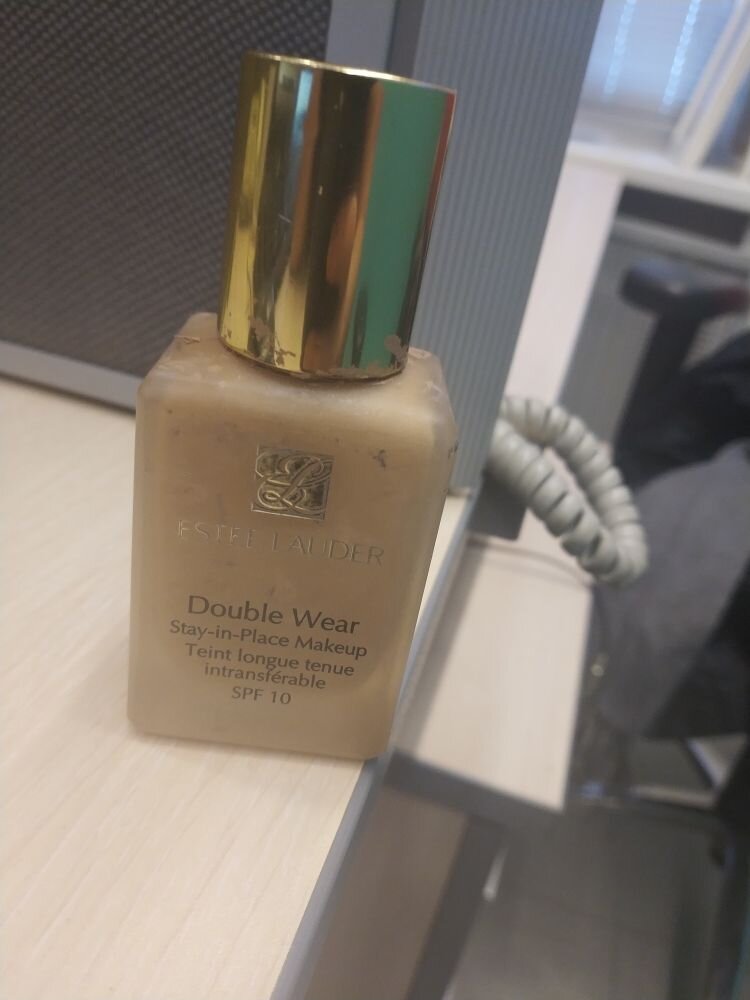 ESTEE LAUDER
Double Wear
Stay-in-Place Makeup
Teint longue tenue
intransférable
SPF 10